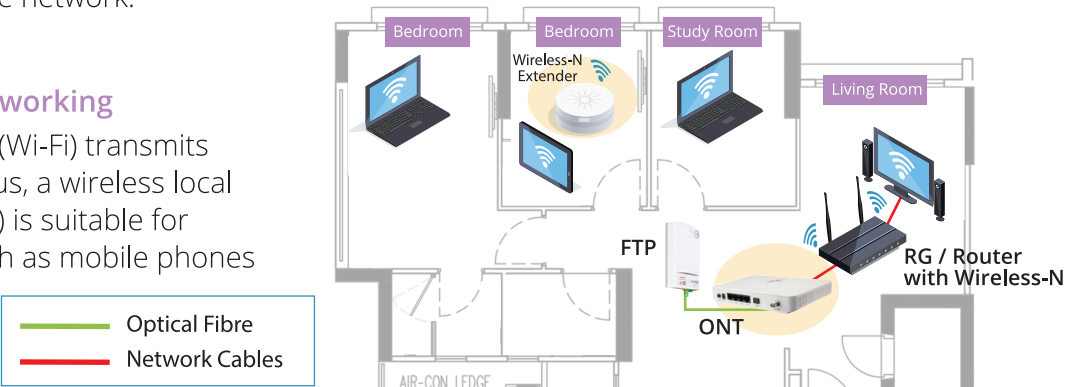 e network.
working
(Wi-Fi) transmits
us, a wireless local
) is suitable for
h as mobile phones
Optical Fibre
Network Cables
Bedroom
Bedroom
Study Room
Living Room
Wireless-N
Extender
FTP
ONT
RG / Router
with Wireless-N
AIR-CON LEDGE